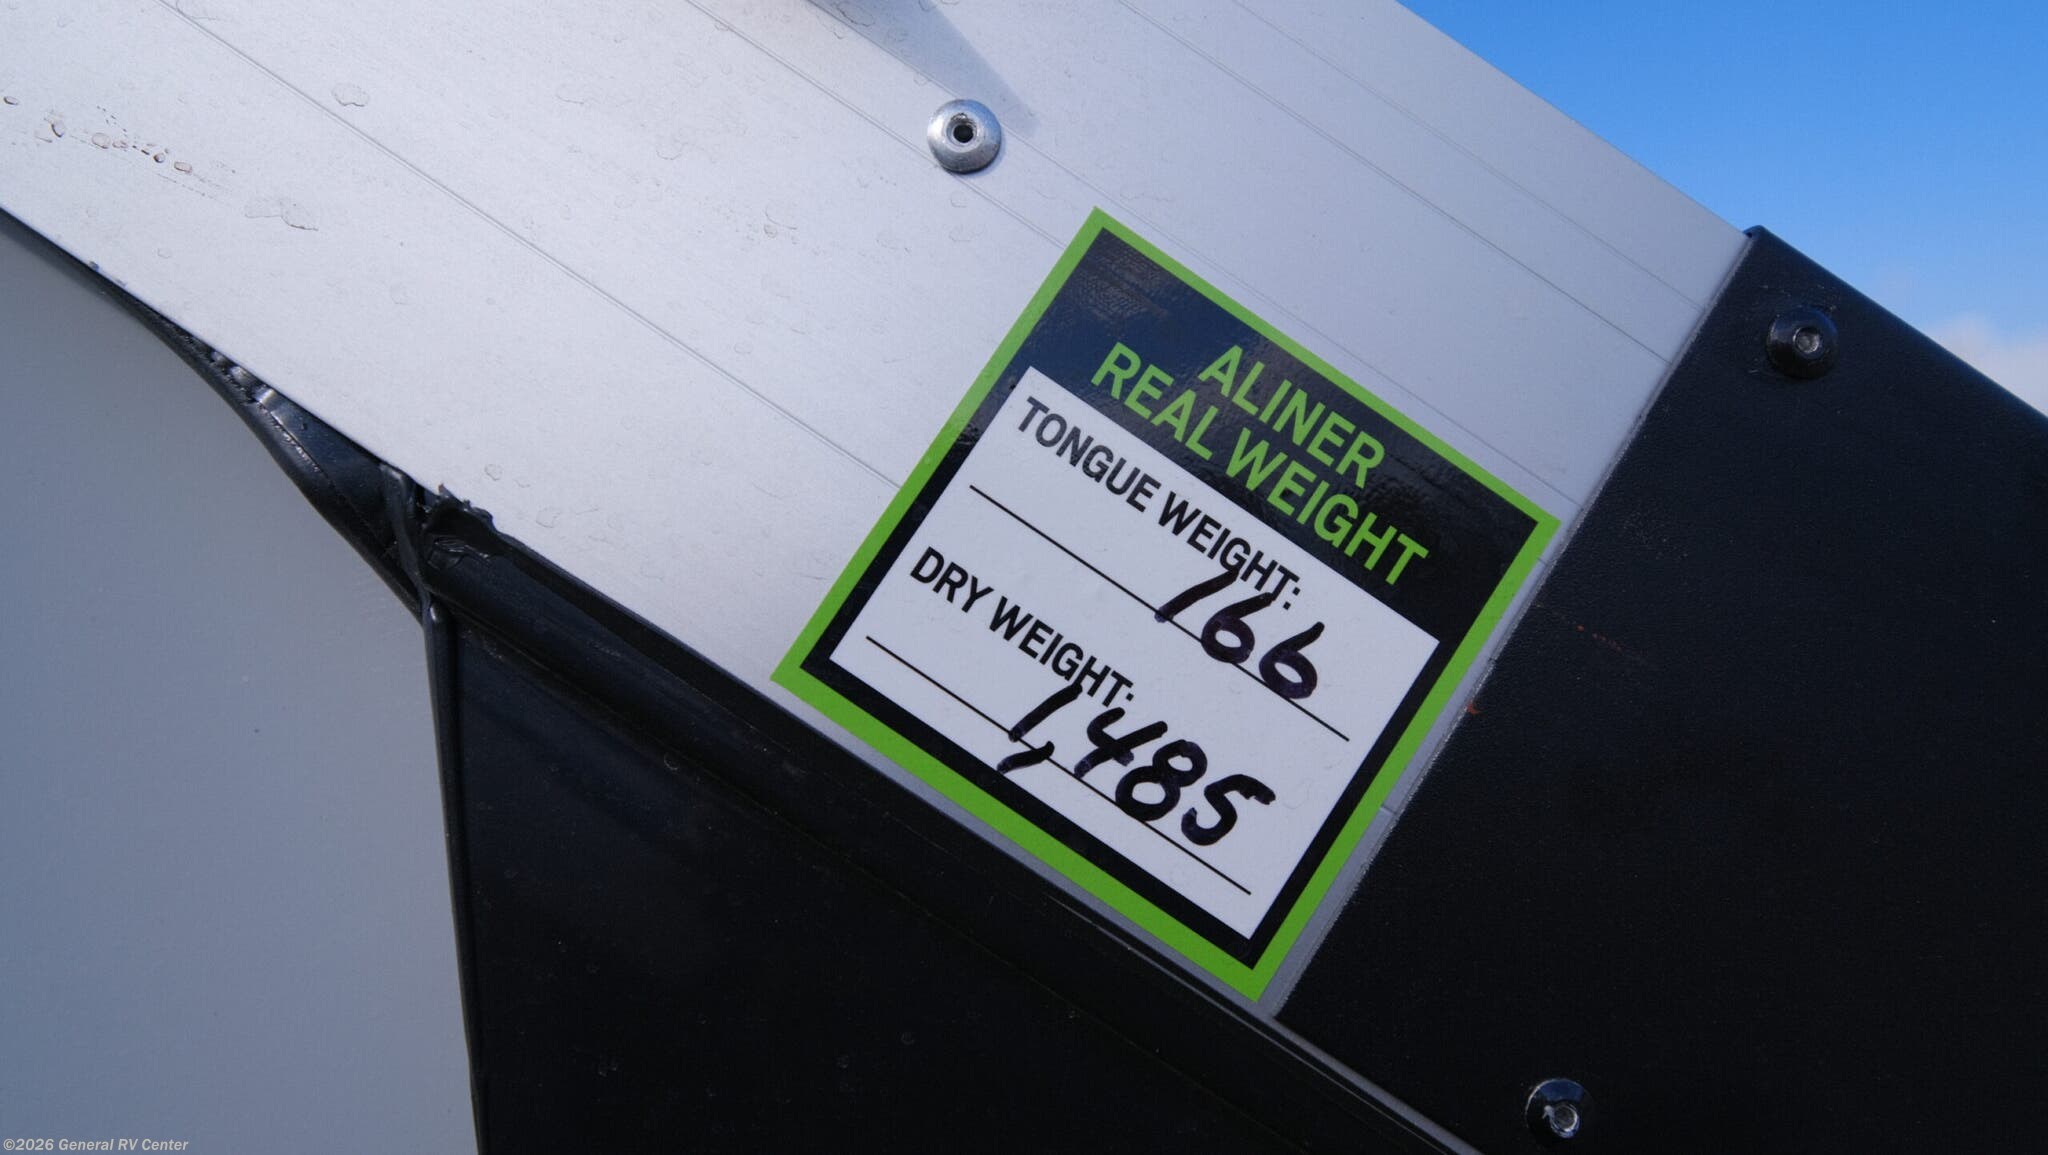 ALINER
REAL WEIGHT
TONGUE WEIGHT:
166
DRY WEIGHT:
1,485
©2026 General RV Center